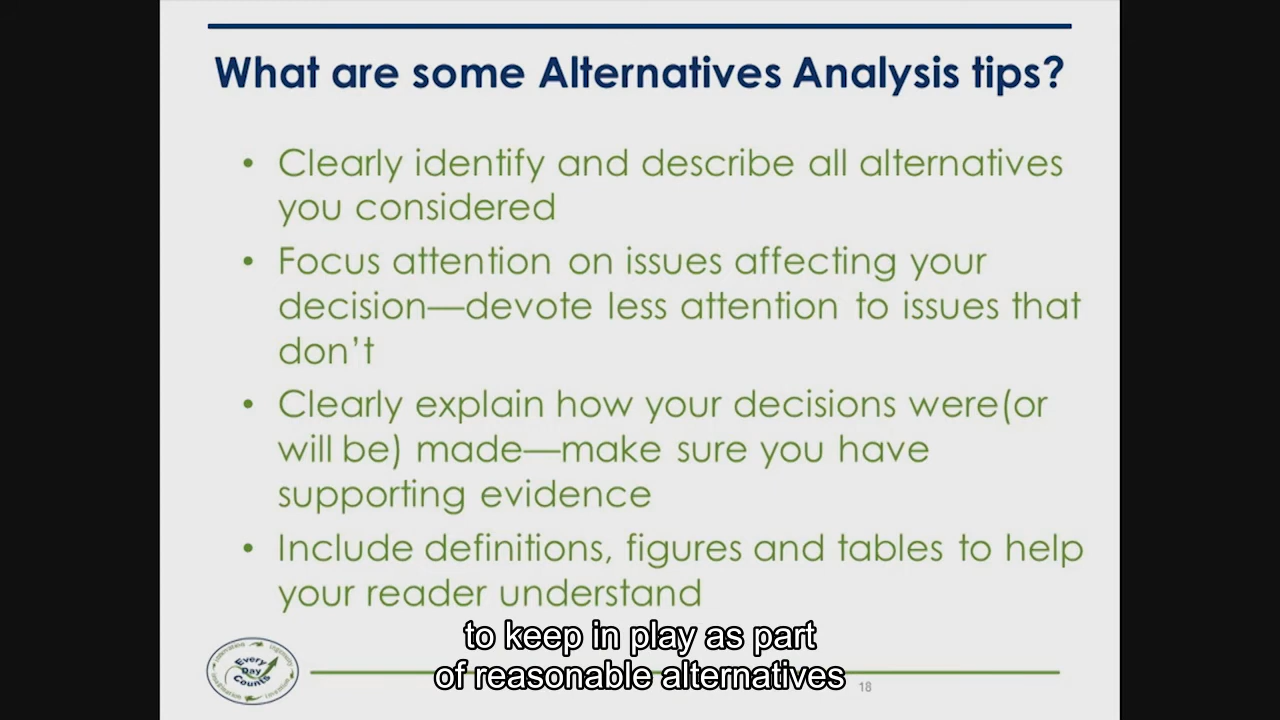 What are some Alternatives Analysis tips?
• Clearly identify and describe all alternatives
you considered
• Focus attention on issues affecting your
decision—devote less attention to issues that
don’t
• Clearly explain how your decisions were(or
will be) made—make sure you have
supporting evidence
• Include definitions, figures and tables to help
your reader understand
to keep in play as part
of reasonable alternatives
Every
Day
Counts
18